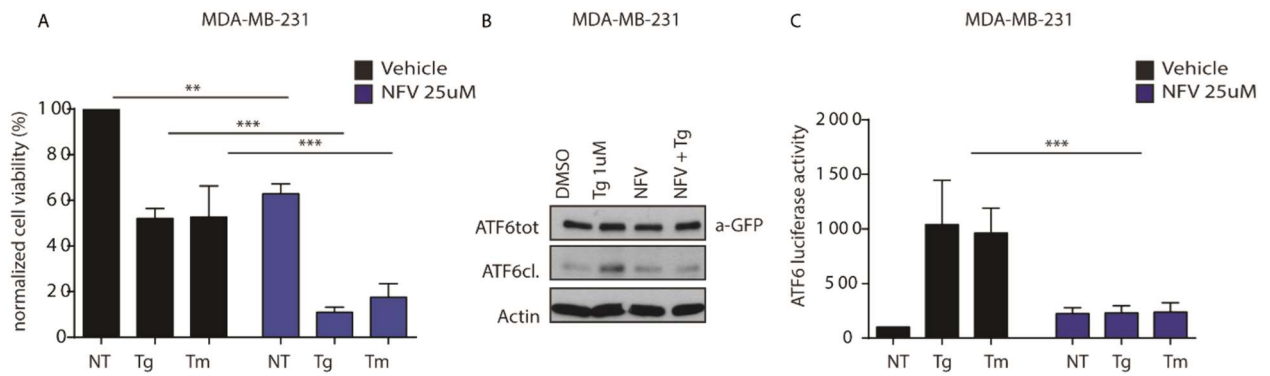 A
MDA-MB-231
Vehicle
NFV 25uM
**
***
***
normalized cell viability (%)
100
80
60
40
20
0
NT
Tg
Tm
NT
Tg
Tm
B
MDA-MB-231
DMSO
Tg 1uM
NFV
NFV + Tg
ATF6tot
a-GFP
ATF6cl.
Actin
C
MDA-MB-231
Vehicle
NFV 25uM
***
ATF6 luciferase activity
2000
1500
1000
500
0
NT
Tg
Tm
NT
Tg
Tm